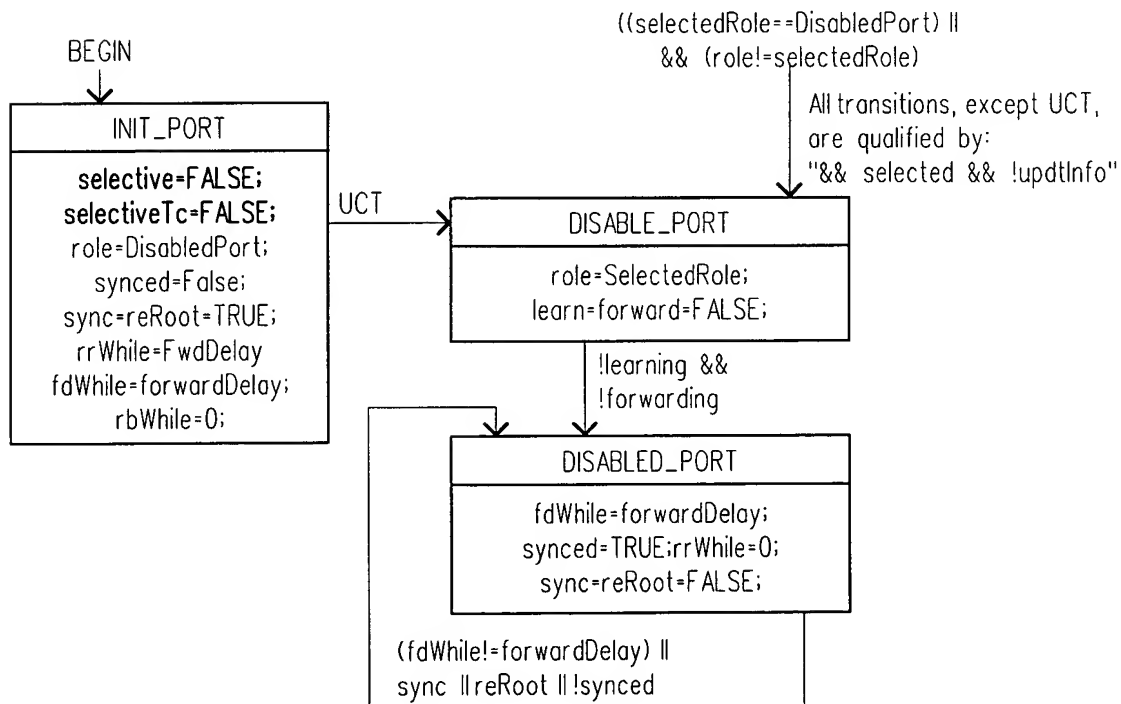 ((selectedRole==DisabledPort) ||
&& (role!=selectedRole)
BEGIN
All transitions, except UCT,
are qualified by:
"&& selected && !updtInfo"
INIT_PORT
selective=FALSE;
selectiveTc=FALSE;
role=DisabledPort;
synced=False;
sync=reRoot=TRUE;
rrWhile=FwdDelay
fdWhile=forwardDelay;
rbWhile=0;
UCT
DISABLE_PORT
role=SelectedRole;
learn=forward=FALSE;
!learning &&
!forwarding
DISABLED_PORT
fdWhile=forwardDelay;
synced=TRUE;rrWhile=0;
sync=reRoot=FALSE;
(fdWhile!=forwardDelay) ||
sync ||reRoot || !synced